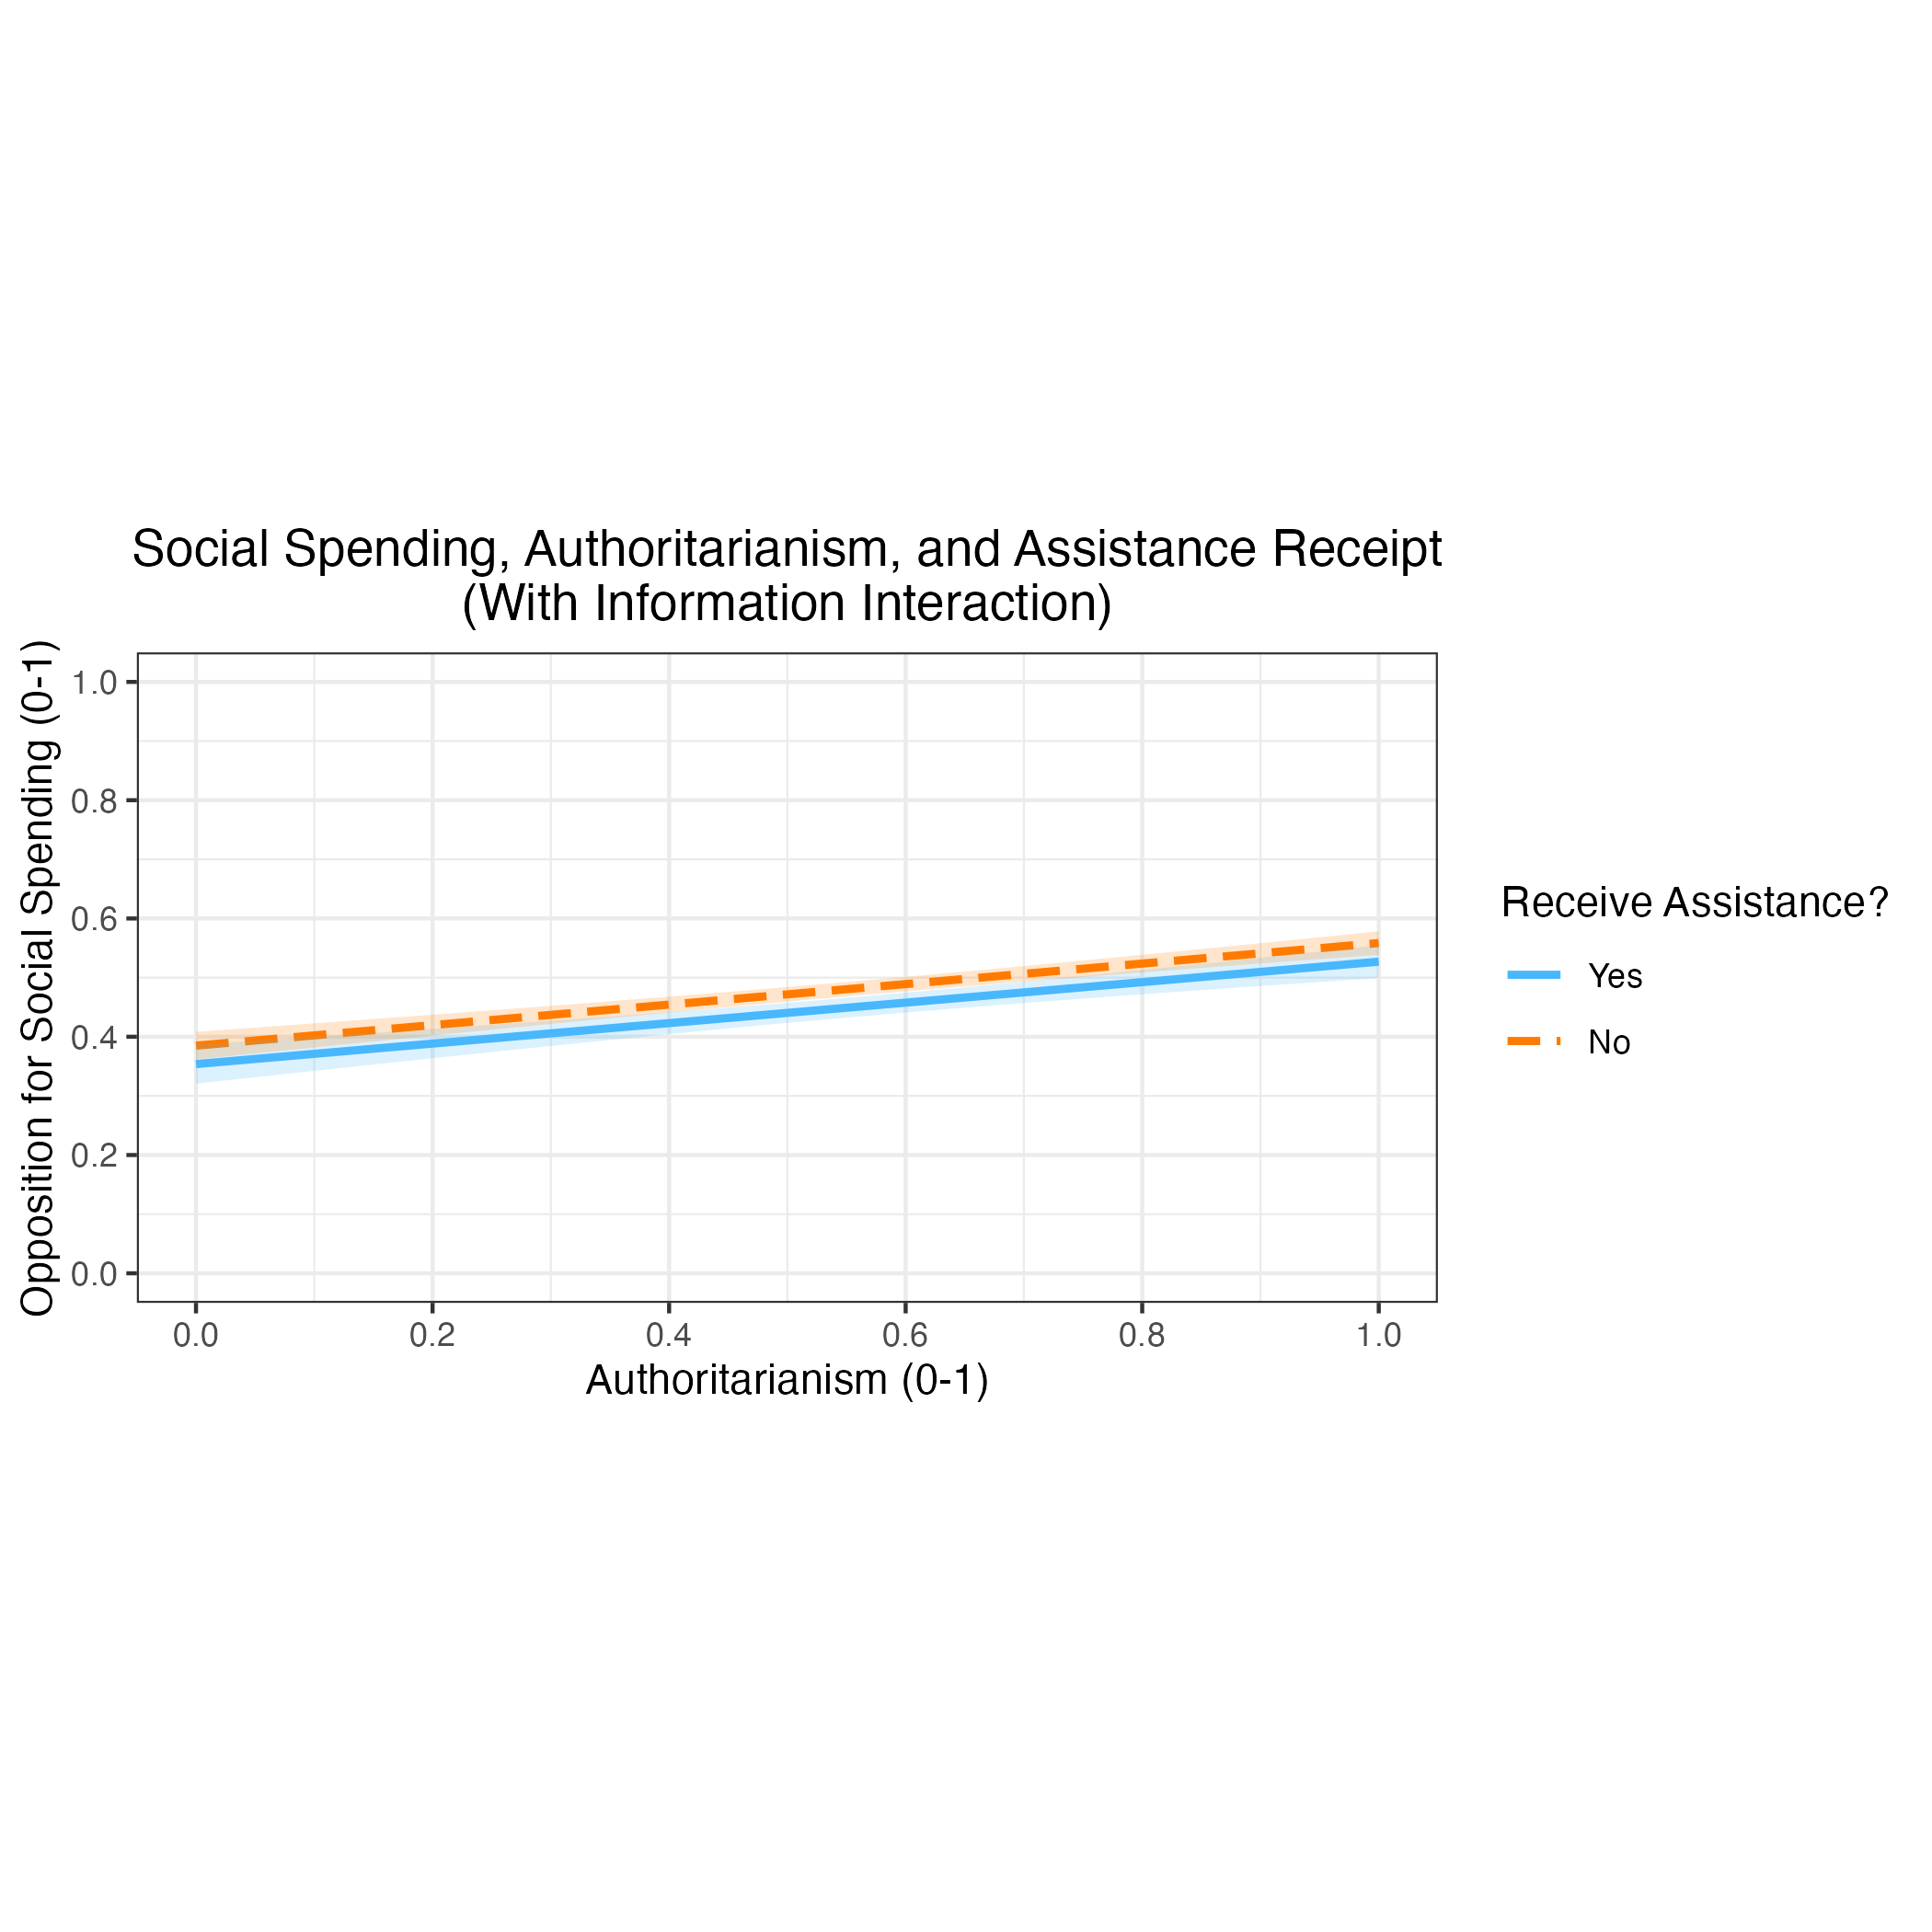 Social Spending, Authoritarianism, and Assistance Receipt
(With Information Interaction)
Opposition for Social Spending (0-1)
1.0
0.8
0.6
0.4
0.2
0.0
0.0 0.2 0.4 0.6 0.8 1.0
Authoritarianism (0-1)
Receive Assistance?
Yes
No